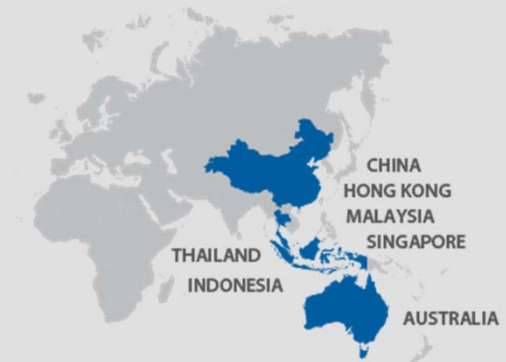 CHINA
HONG KONG
MALAYSIA
SINGAPORE
THAILAND
INDONESIA
AUSTRALIA